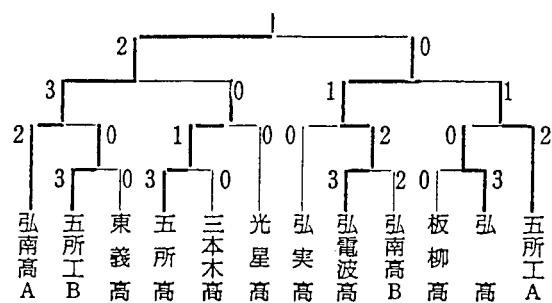 2 0
3 0 1 1
2 0 1 0 0 2 0 2
3 0 3 0 3 2 0 3
弘南高A
五所工B
東義高
五所高
三本木高
光星高
弘実高
弘電波高
弘南高B
板柳高
弘高
五所工A